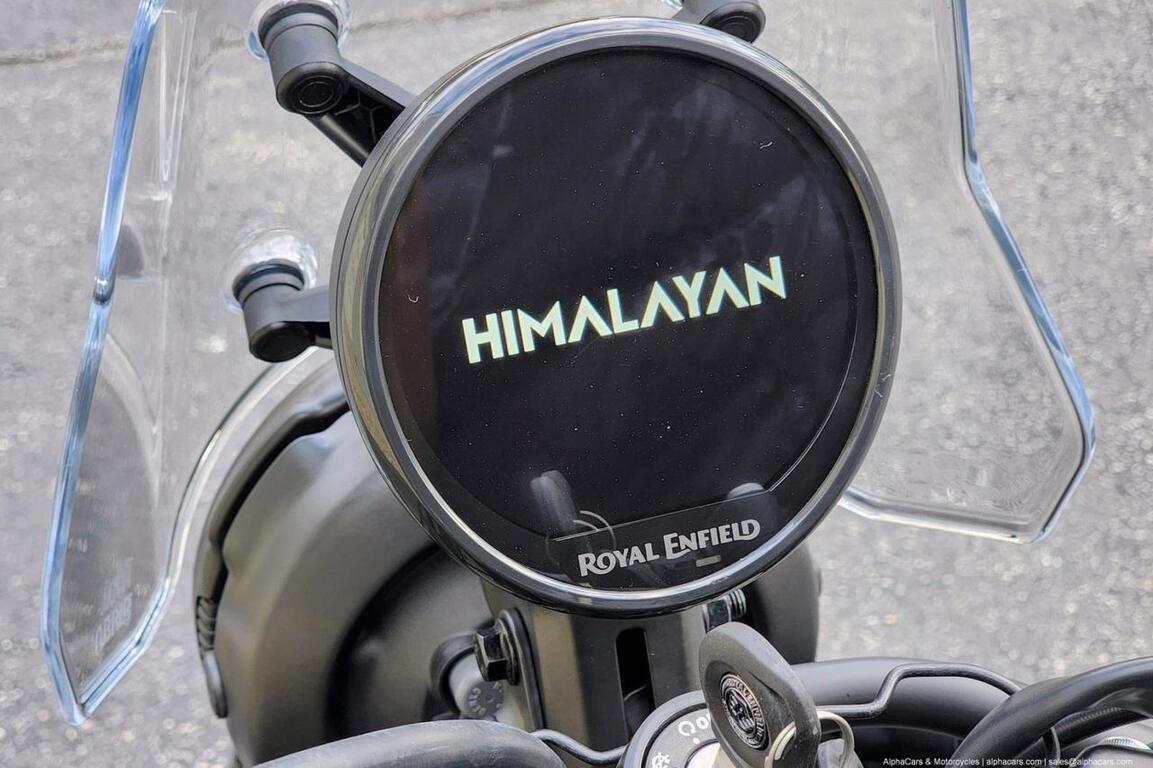 HIMALAYAN
ROYAL ENFIELD
AlphaCars & Motorcycles | alphacars.com | sales@alphacars.com